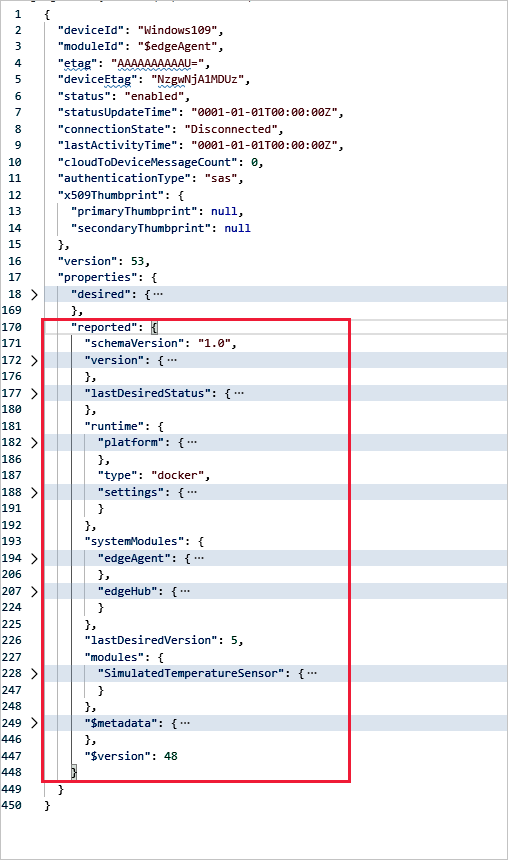 1 {
2 "deviceId": "Windows109",
3 "moduleId": "$edgeAgent",
4 "etag": "AAAAAAAAAAU=",
5 "deviceEtag": "NzgwNjA1MDUz",
6 "status": "enabled",
7 "statusUpdateTime": "0001-01-01T00:00:00Z",
8 "connectionState": "Disconnected",
9 "lastActivityTime": "0001-01-01T00:00:00Z",
10 "cloudToDeviceMessageCount": 0,
11 "authenticationType": "sas",
12 "x509Thumbprint": {
13 "primaryThumbprint": null,
14 "secondaryThumbprint": null
15 },
16 "version": 53,
17 "properties": {
18 "desired": {⋯
169 },
170 "reported": {
171 "schemaVersion": "1.0",
172 "version": {⋯
176 },
177 "lastDesiredStatus": {⋯
180 },
181 "runtime": {
182 "platform": {⋯
186 },
187 "type": "docker",
188 "settings": {⋯
191 }
192 },
193 "systemModules": {
194 "edgeAgent": {⋯
206 },
207 "edgeHub": {⋯
224 }
225 },
226 "lastDesiredVersion": 5,
227 "modules": {
228 "SimulatedTemperatureSensor": {⋯
247 }
248 },
249 "$metadata": {⋯
446 },
447 "$version": 48
448 }
449 }
450 }